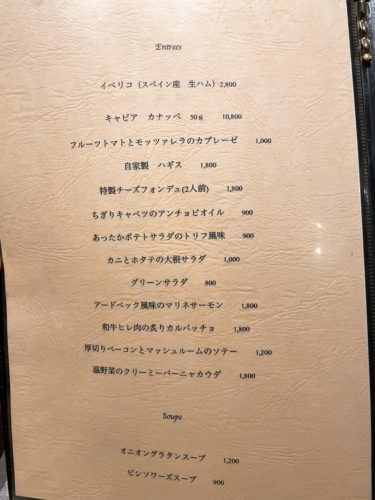 Entrees
イベリコ (スペイン産 生ハム) 2,800
キャビア カナッペ 50g 10,800
フルーツトマトとモッツァレラのカプレーゼ 1,000
自家製 ハギス 1,800
特製チーズフォンデュ(2人前) 1,800
ちぎりキャベツのアンチョビオイル 900
あったかポテトサラダのトリフ風味 900
カニとホタテの大根サラダ 1,000
グリーンサラダ 800
アードベック風味のマリネサーモン 1,800
和牛ヒレ肉の炙りカルパッチョ 1,800
厚切りベーコンとマッシュルームのソテー 1,200
温野菜のクリーミーバーニャカウダ 1,800
Soupe
オニオングラタンスープ 1,200
ビシソワーズスープ 900